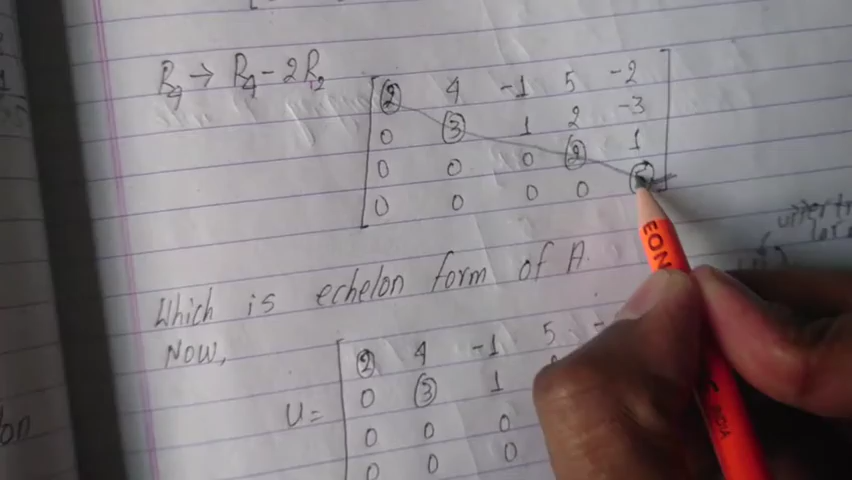 R4 → R4 - 2R2
2 4 -1 5 -2
0 3 1 2 -3
0 0 0 2 1
0 0 0 0 5
Which is echelon form of A.
Now,
U =
2 4 -1 5
0 3 1
0 0 0
0 0 0
EON